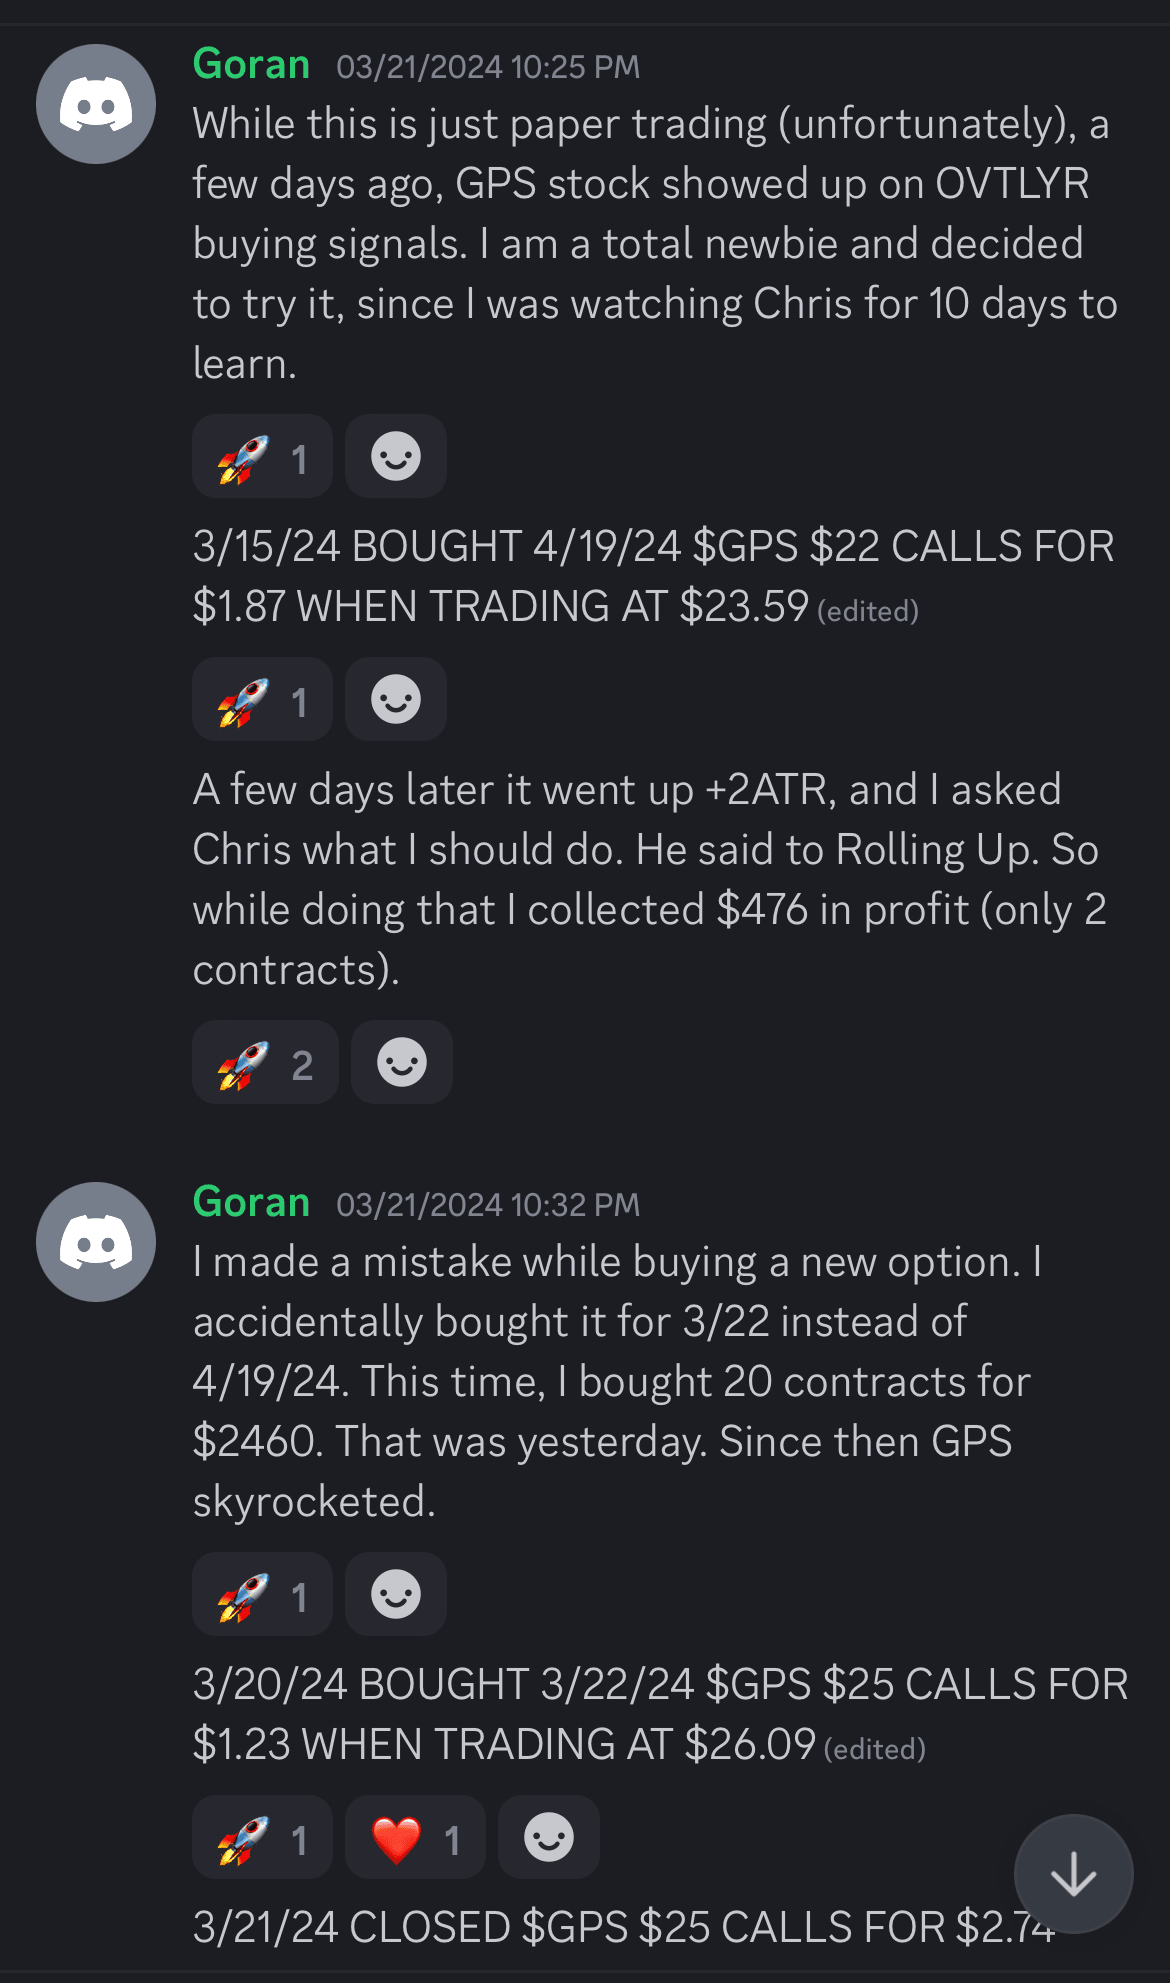 Goran 03/21/2024 10:25 PM
While this is just paper trading (unfortunately), a
few days ago, GPS stock showed up on OVTLYR
buying signals. I am a total newbie and decided
to try it, since I was watching Chris for 10 days to
learn.
1
3/15/24 BOUGHT 4/19/24 $GPS $22 CALLS FOR
$1.87 WHEN TRADING AT $23.59 (edited)
1
A few days later it went up +2ATR, and I asked
Chris what I should do. He said to Rolling Up. So
while doing that I collected $476 in profit (only 2
contracts).
2
Goran 03/21/2024 10:32 PM
I made a mistake while buying a new option. I
accidentally bought it for 3/22 instead of
4/19/24. This time, I bought 20 contracts for
$2460. That was yesterday. Since then GPS
skyrocketed.
1
3/20/24 BOUGHT 3/22/24 $GPS $25 CALLS FOR
$1.23 WHEN TRADING AT $26.09 (edited)
1 1
3/21/24 CLOSED $GPS $25 CALLS FOR $2.74